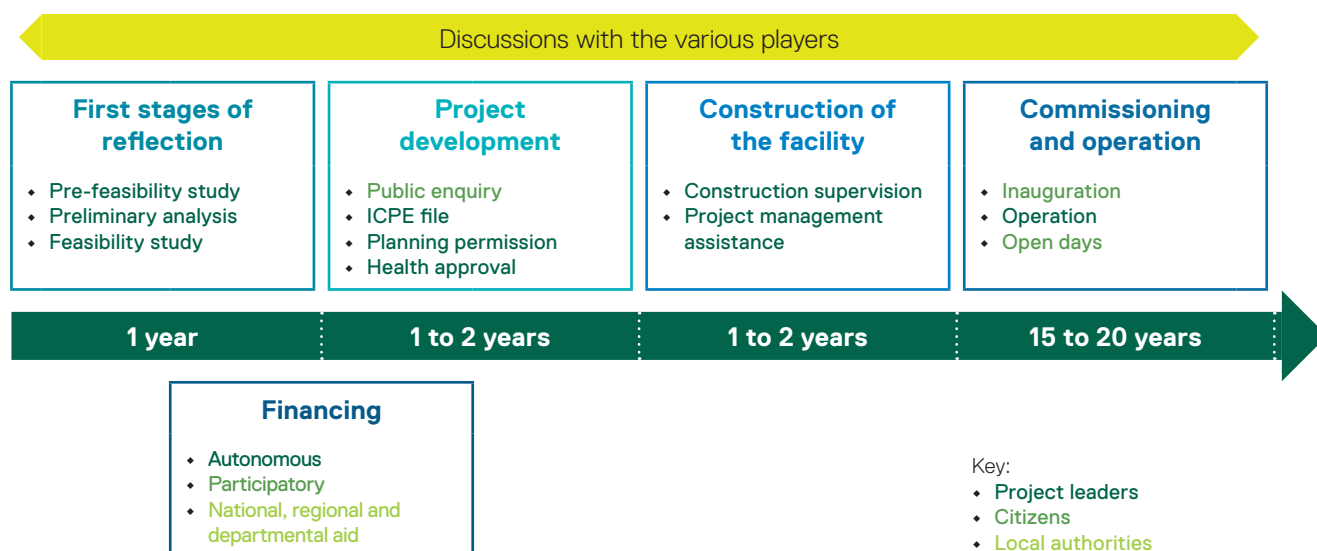 Discussions with the various players
First stages of
reflection
Pre-feasibility study
Preliminary analysis
Feasibility study
Project
development
Public enquiry
ICPE file
Planning permission
Health approval
Construction of
the facility
Construction supervision
Project management
assistance
Commissioning
and operation
Inauguration
Operation
Open days
1 year
1 to 2 years
1 to 2 years
15 to 20 years
Financing
Autonomous
Participatory
National, regional and
departmental aid
Key:
Project leaders
Citizens
Local authorities